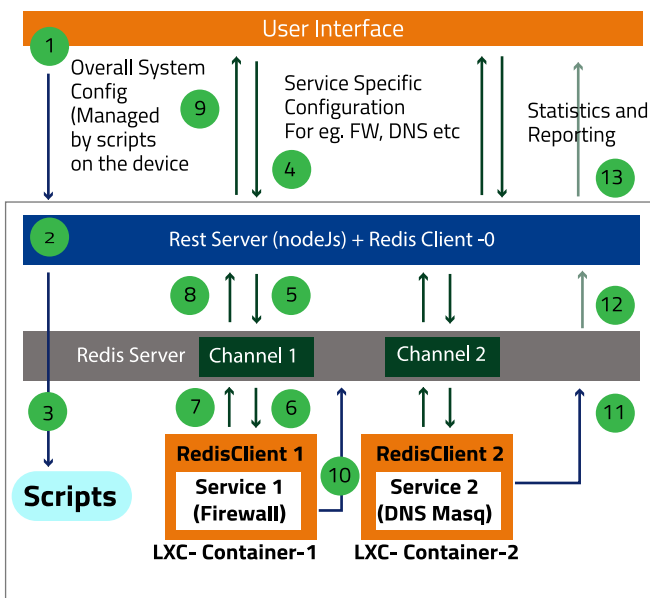 User Interface
1
Overall System
Config
(Managed
by scripts
on the device
9
Service Specific
Configuration
For eg. FW, DNS etc
4
Statistics and
Reporting
13
2
Rest Server (nodeJs) + Redis Client -0
8
5
12
Redis Server
Channel 1
Channel 2
3
7
6
11
RedisClient 1
Service 1
(Firewall)
LXC- Container-1
10
RedisClient 2
Service 2
(DNS Masq)
LXC- Container-2
Scripts